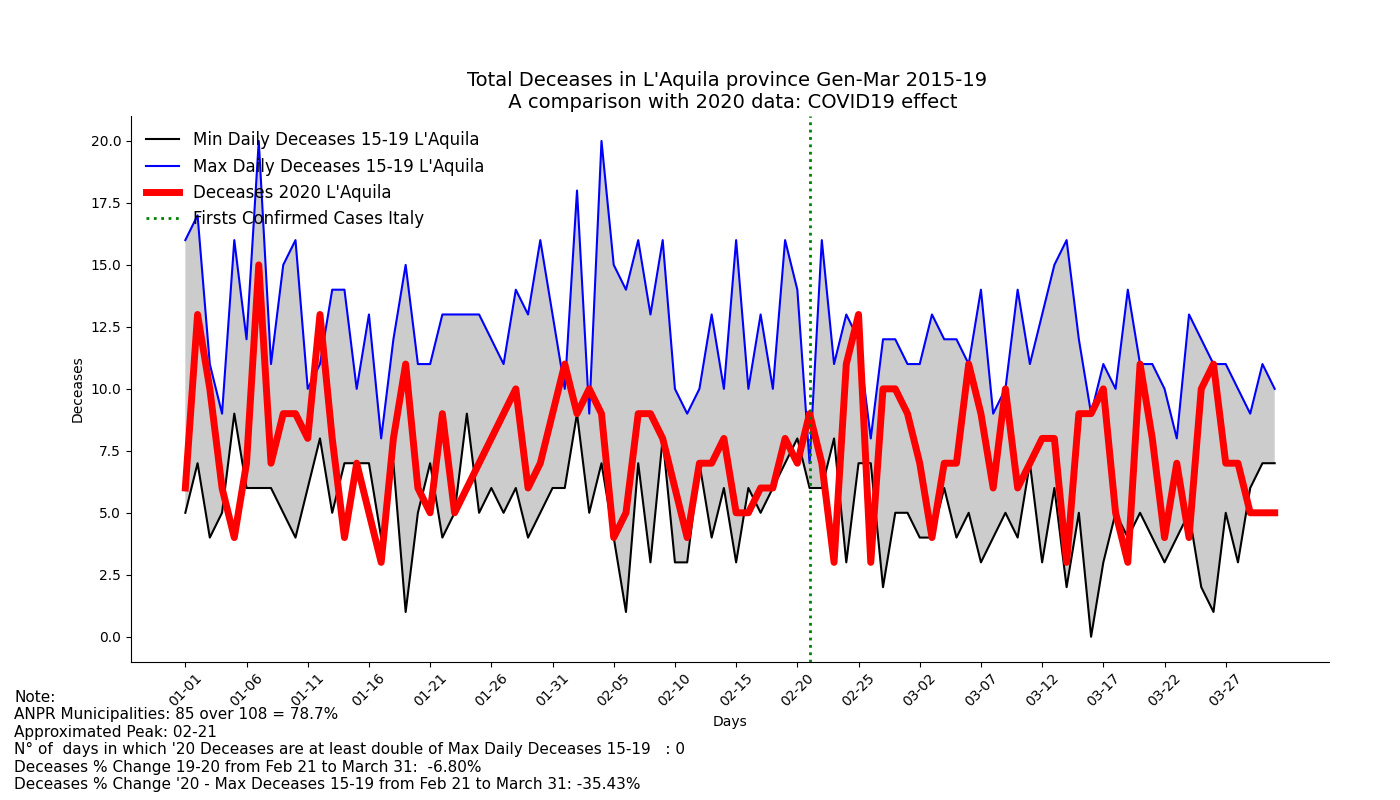 Total Deceases in L'Aquila province Gen-Mar 2015-19
A comparison with 2020 data: COVID19 effect
Min Daily Deceases 15-19 L'Aquila
Max Daily Deceases 15-19 L'Aquila
Deceases 2020 L'Aquila
Firsts Confirmed Cases Italy
20.0
17.5
15.0
12.5
10.0
7.5
5.0
2.5
0.0
Deceases
01-01
01-06
01-11
01-16
01-21
01-26
01-31
02-05
02-10
02-15
02-20
02-25
03-02
03-07
03-12
03-17
03-22
03-27
Days
Note:
ANPR Municipalities: 85 over 108 = 78.7%
Approximated Peak: 02-21
N° of  days in which '20 Deceases are at least double of Max Daily Deceases 15-19   : 0
Deceases % Change 19-20 from Feb 21 to March 31:  -6.80%
Deceases % Change '20 - Max Deceases 15-19 from Feb 21 to March 31: -35.43%